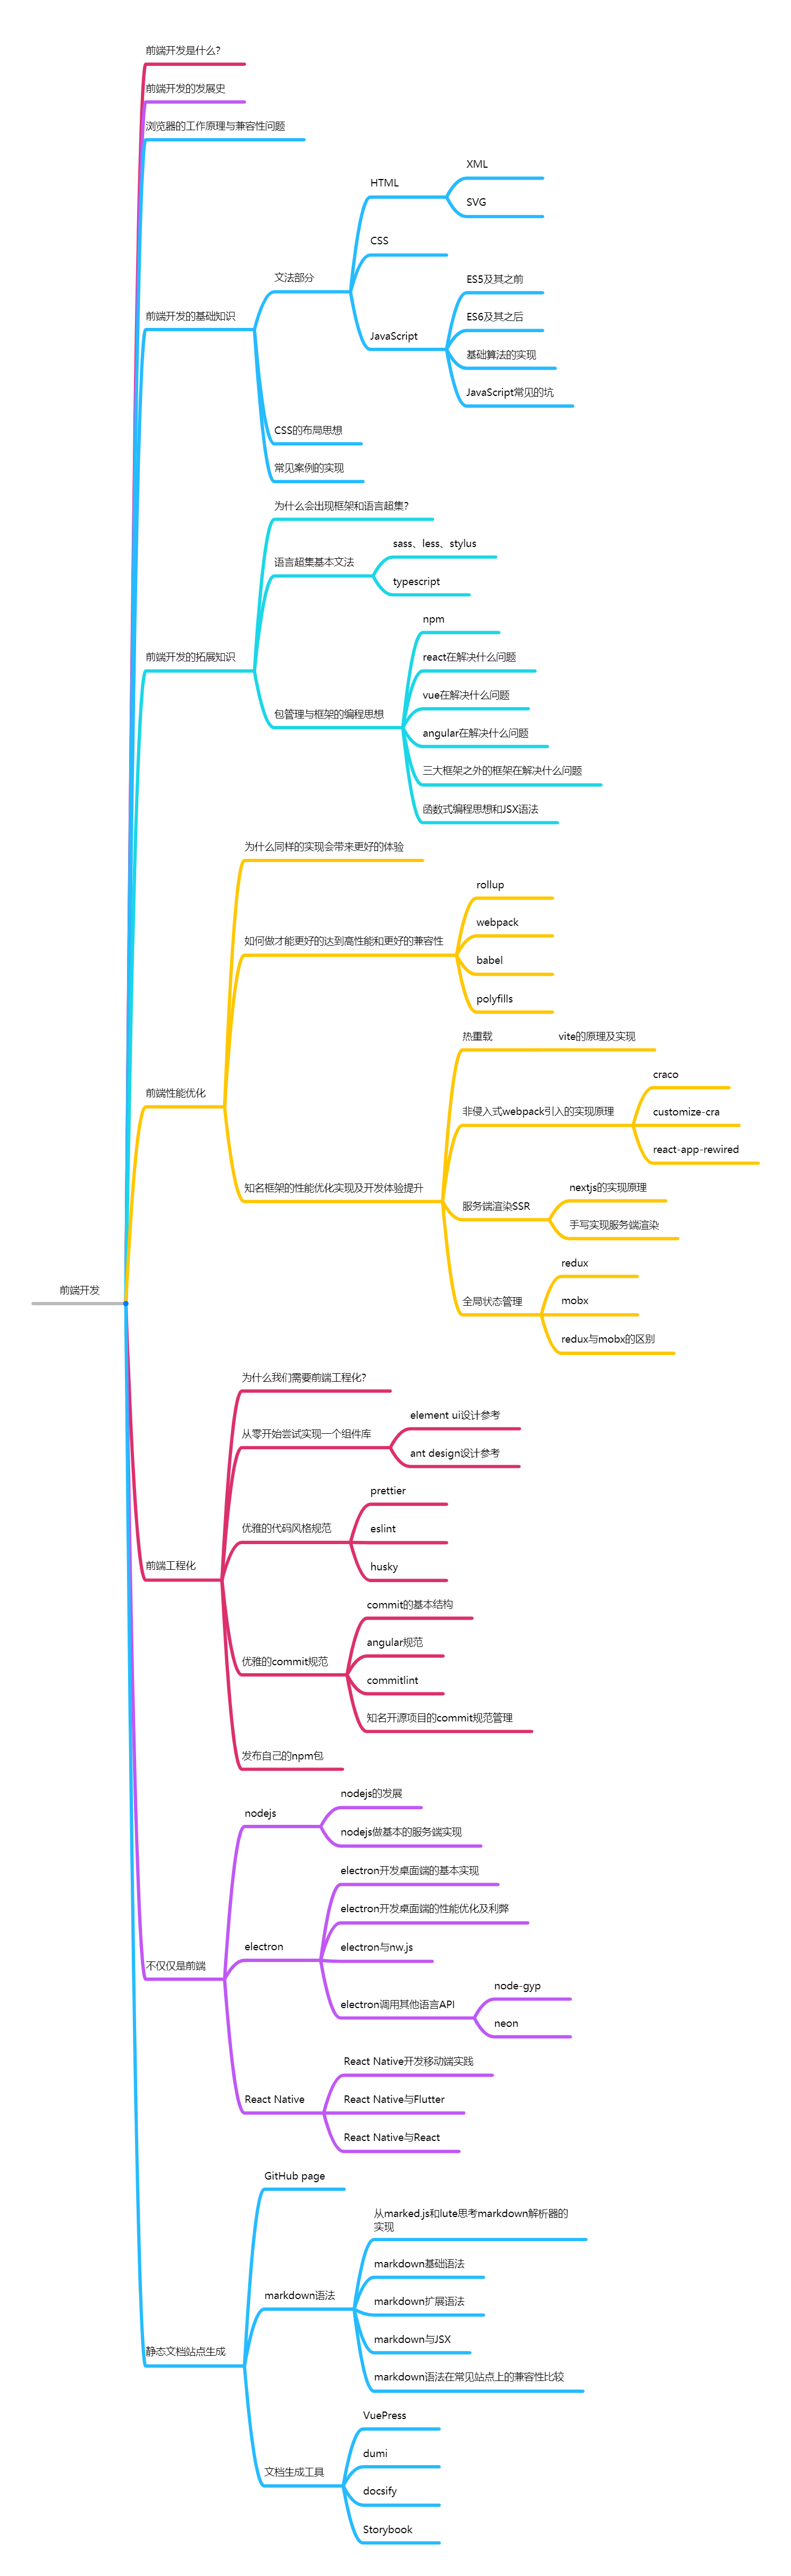 前端开发是什么?
前端开发的发展史
浏览器的工作原理与兼容性问题
XML
HTML
SVG
CSS
文法部分
ES5及其之前
前端开发的基础知识
ES6及其之后
JavaScript
基础算法的实现
JavaScript常见的坑
CSS的布局思想
常见案例的实现
为什么会出现框架和语言超集?
sass、less、stylus
语言超集基本文法
typescript
npm
前端开发的拓展知识
react在解决什么问题
vue在解决什么问题
包管理与框架的编程思想
angular在解决什么问题
三大框架之外的框架在解决什么问题
函数式编程思想和JSX语法
为什么同样的实现会带来更好的体验
rollup
webpack
如何做才能更好的达到高性能和更好的兼容性
babel
polyfills
热重载
vite的原理及实现
craco
前端性能优化
非侵入式webpack引入的实现原理
customize-cra
react-app-rewired
知名框架的性能优化实现及开发体验提升
nextjs的实现原理
服务端渲染SSR
手写实现服务端渲染
redux
前端开发
全局状态管理
mobx
redux与mobx的区别
为什么我们需要前端工程化?
element ui设计参考
从零开始尝试实现一个组件库
ant design设计参考
prettier
优雅的代码风格规范
eslint
前端工程化
husky
commit的基本结构
angular规范
优雅的commit规范
commitlint
知名开源项目的commit规范管理
发布自己的npm包
nodejs的发展
nodejs
nodejs做基本的服务端实现
electron开发桌面端的基本实现
electron开发桌面端的性能优化及利弊
electron
electron与nw.js
不仅仅是前端
node-gyp
electron调用其他语言API
neon
React Native开发移动端实践
React Native
React Native与Flutter
React Native与React
GitHub page
从marked.js和lute思考markdown解析器的
实现
markdown基础语法
markdown语法
markdown扩展语法
markdown与JSX
静态文档站点生成
markdown语法在常见站点上的兼容性比较
VuePress
dumi
文档生成工具
docsify
Storybook